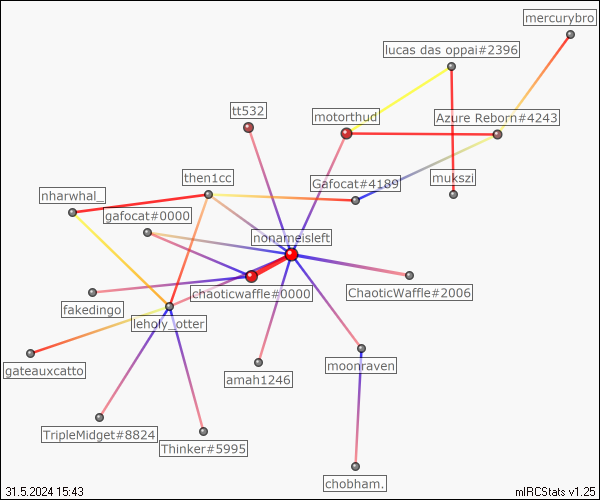 mercurybro
lucas das oppai#2396
tt532
motorthud
Azure Reborn#4243
then1cc
Gafocat#4189
mukszi
nharwhal_
gafocat#0000
nonameisleft
chaoticwaffle#0000
ChaoticWaffle#2006
fakedingo
leholy_otter
gateauxcatto
amah1246
moonraven
TripleMidget#8824
Thinker#5995
chobham.
31.5.2024 15:43
mIRCStats v1.25